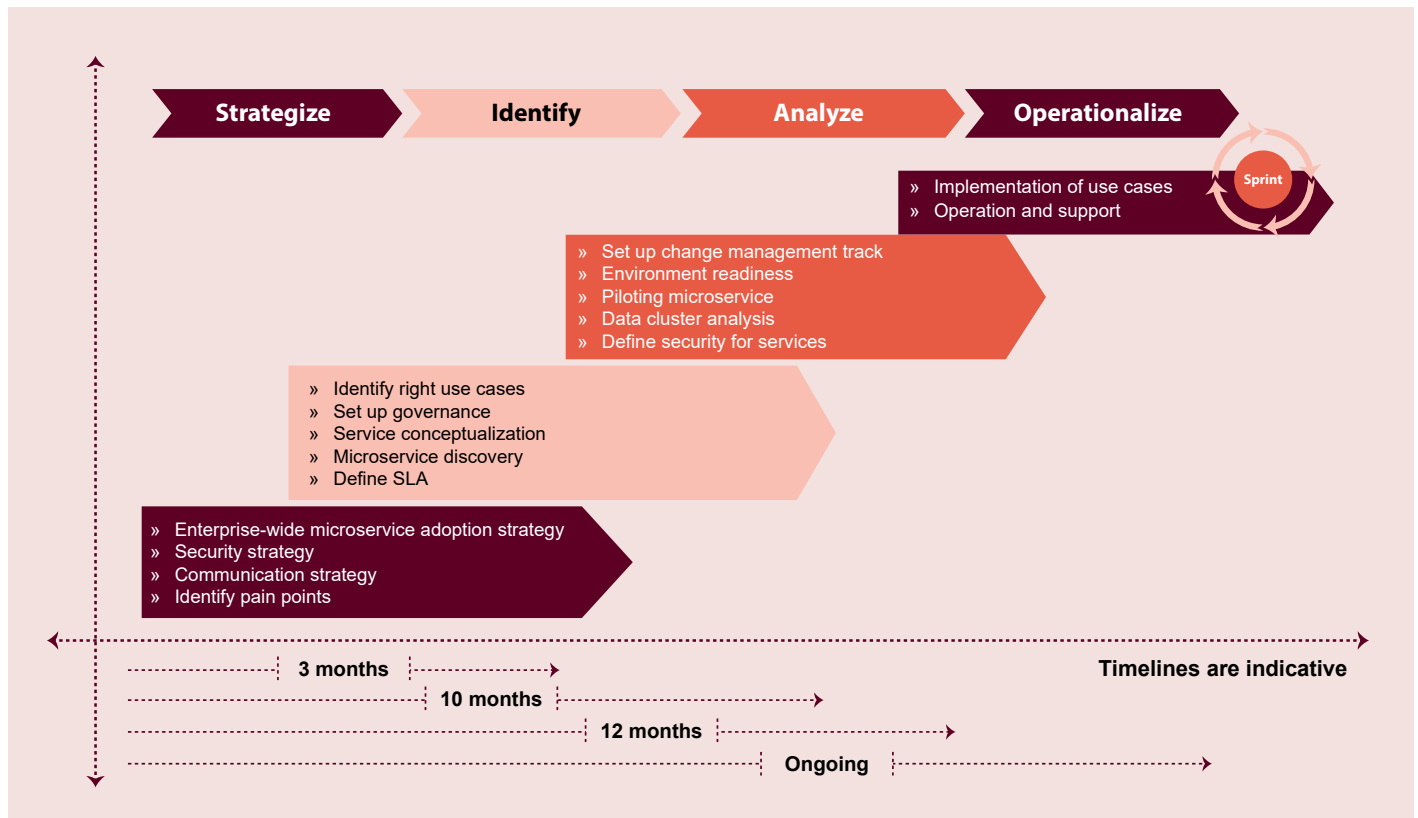 Strategize
Identify
Analyze
Operationalize
Sprint
» Implementation of use cases
» Operation and support
» Set up change management track
» Environment readiness
» Piloting microservice
» Data cluster analysis
» Define security for services
» Identify right use cases
» Set up governance
» Service conceptualization
» Microservice discovery
» Define SLA
» Enterprise-wide microservice adoption strategy
» Security strategy
» Communication strategy
» Identify pain points
3 months
Timelines are indicative
10 months
12 months
Ongoing